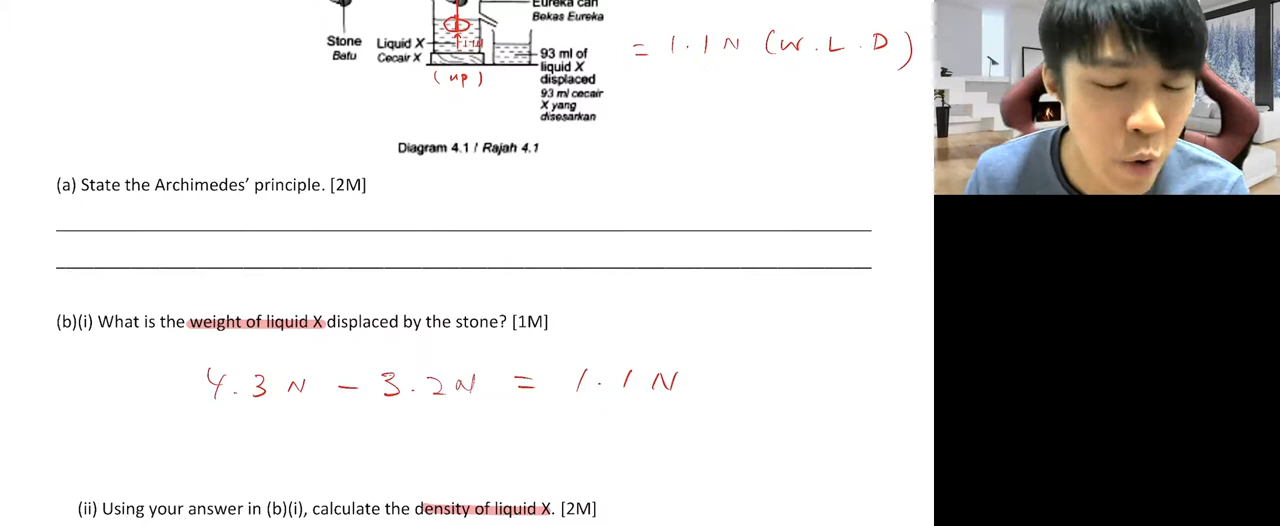 Eureka can
Bekas Eureka
Stone
Batu
Liquid X
Cecair X
1.1N
(up)
93 ml of
liquid X
displaced
93 ml cecair
X yang
disesarkan
= 1.1 N (W.L.D)
Diagram 4.1 / Rajah 4.1
(a) State the Archimedes’ principle. [2M]
(b)(i) What is the weight of liquid X displaced by the stone? [1M]
4.3 N - 3.2 N = 1.1 N
(ii) Using your answer in (b)(i), calculate the density of liquid X. [2M]